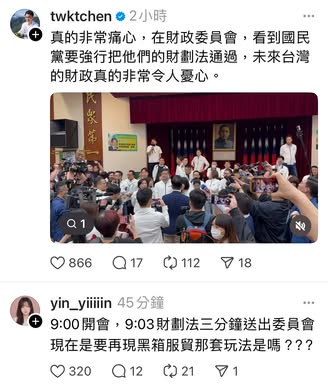 twktchen 2小時
真的非常痛心，在財政委員會，看到國民
黨要強行把他們的財劃法通過，未來台灣
的財政真的非常令人憂心。
民眾第一
1
866 17 112 18
yin_yiiiiin 45分鐘
9:00開會，9:03財劃法三分鐘送出委員會
現在是要再現黑箱服貿那套玩法是嗎???
320 12 21 1